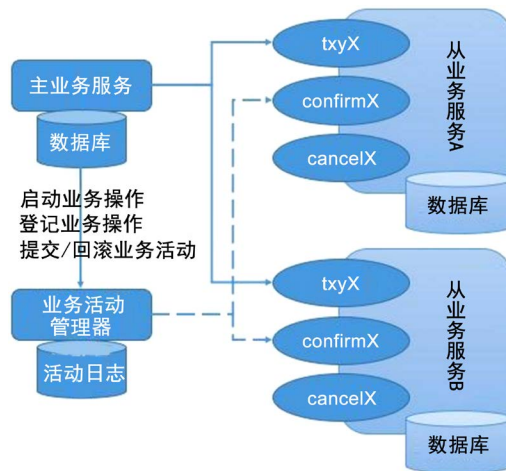 主业务服务
数据库
启动业务操作
登记业务操作
提交/回滚业务活动
业务活动
管理器
活动日志
txyX
confirmX
cancelX
从业务服务A
数据库
txyX
confirmX
cancelX
从业务服务B
数据库